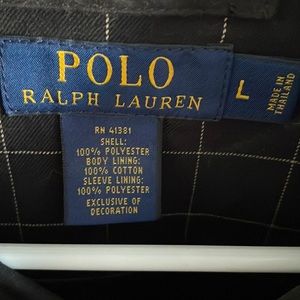 POLO
RALPH LAUREN
L
MADE IN
THAILAND
RN 41381
SHELL:
100% POLYESTER
BODY LINING:
100% COTTON
SLEEVE LINING:
100% POLYESTER
EXCLUSIVE OF
DECORATION